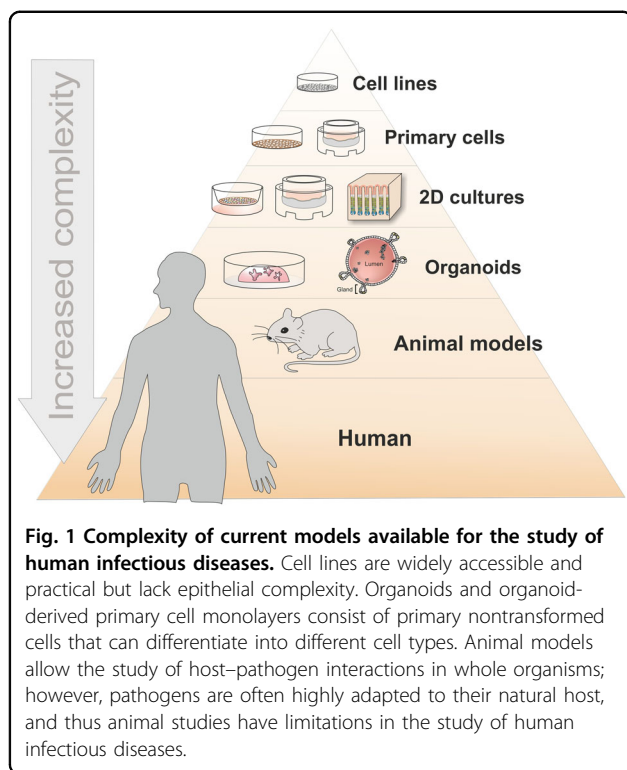 Increased complexity
Cell lines
Primary cells
2D cultures
Organoids
Lumen
Gland
Animal models
Human
Fig. 1 Complexity of current models available for the study of
human infectious diseases. Cell lines are widely accessible and
practical but lack epithelial complexity. Organoids and organoid-
derived primary cell monolayers consist of primary nontransformed
cells that can differentiate into different cell types. Animal models
allow the study of host–pathogen interactions in whole organisms;
however, pathogens are often highly adapted to their natural host,
and thus animal studies have limitations in the study of human
infectious diseases.